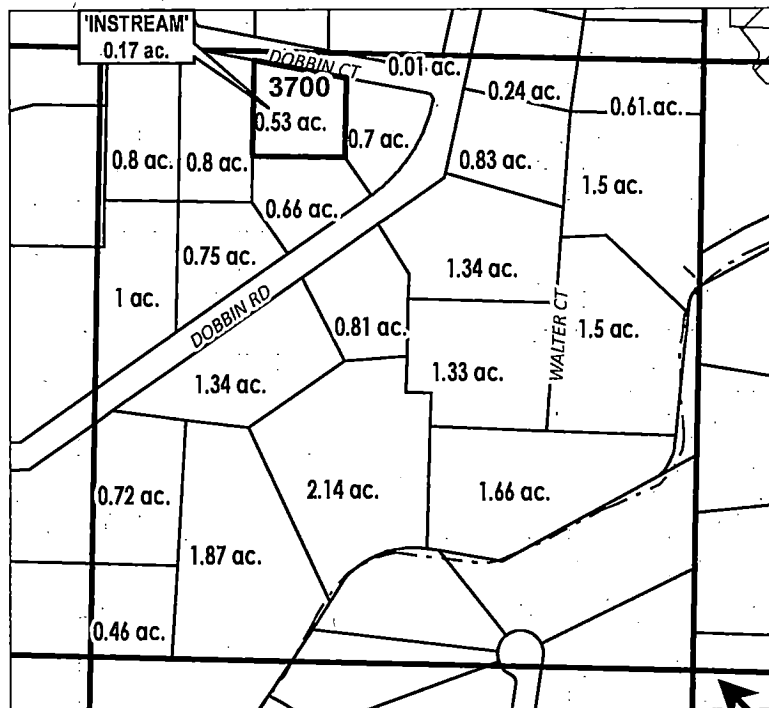 'INSTREAM'
0.17 ac.
DOBBIN CT
0.01 ac.
3700
0.24 ac.
0.61 ac.
0.53 ac.
0.7 ac.
0.8 ac.
0.8 ac.
0.83 ac.
1.5 ac.
0.66 ac.
0.75 ac.
1.34 ac.
1 ac.
DOBBIN RD
0.81 ac.
WALTER CT
1.5 ac.
1.34 ac.
1.33 ac.
0.72 ac.
2.14 ac.
1.66 ac.
1.87 ac.
0.46 ac.